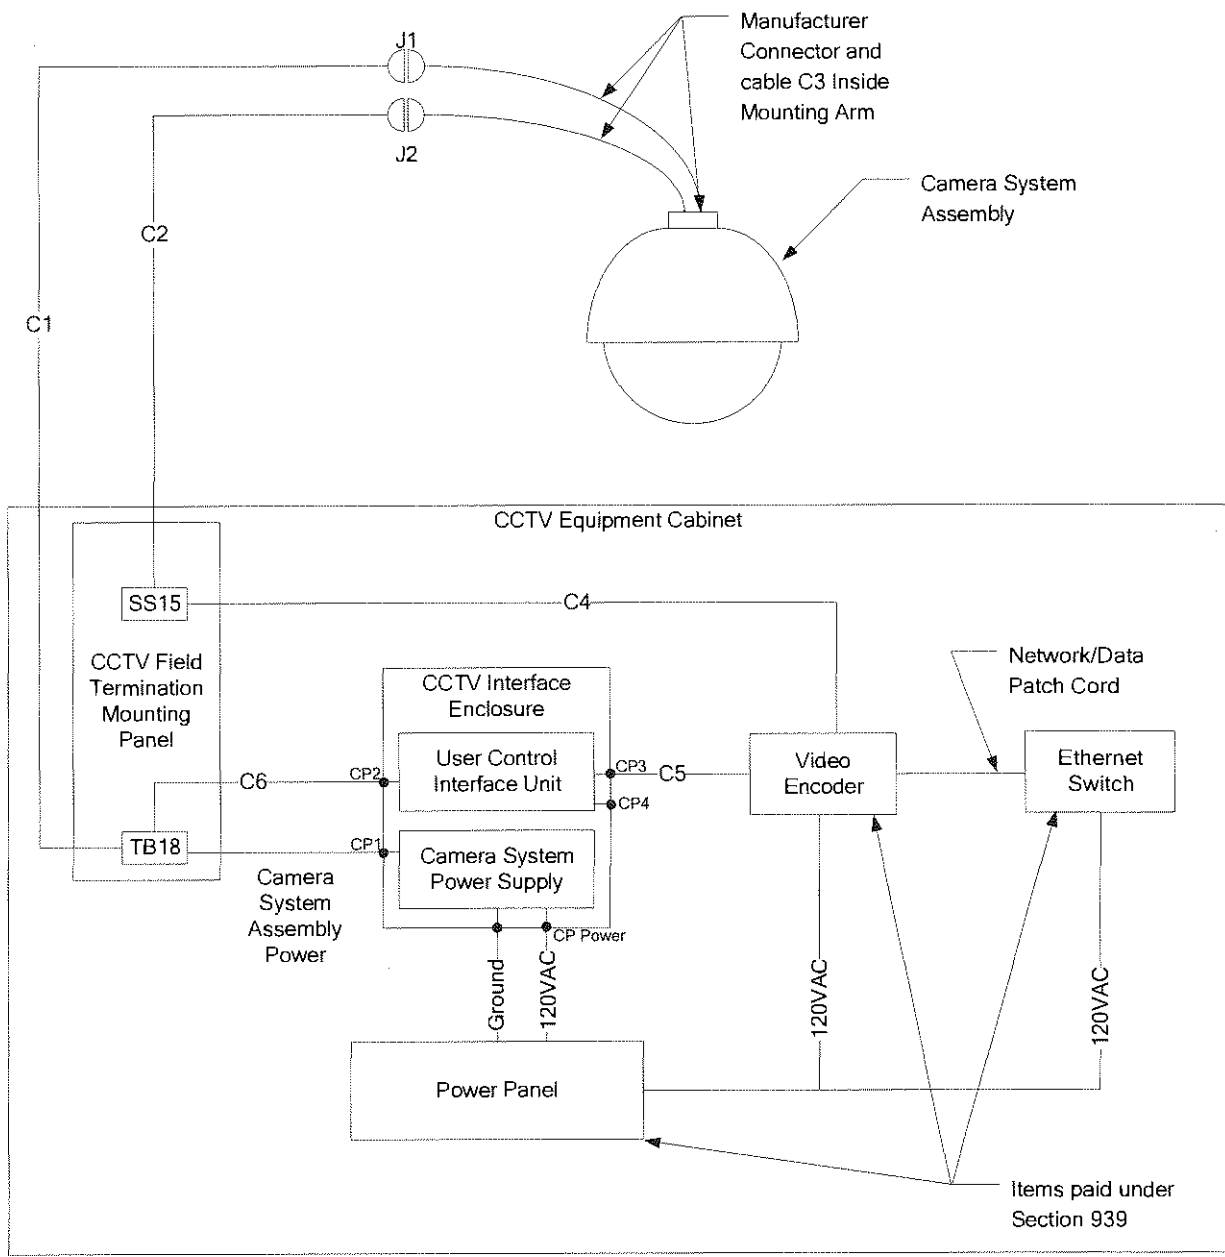 J1
J2
Manufacturer
Connector and
cable C3 Inside
Mounting Arm
Camera System
Assembly
C2
C1
CCTV Equipment Cabinet
SS15
C4
CCTV Field
Termination
Mounting
Panel
CCTV Interface
Enclosure
Network/Data
Patch Cord
User Control
Interface Unit
CP2
C6
CP3
C5
CP4
Video
Encoder
Ethernet
Switch
TB18
CP1
Camera System
Power Supply
Camera
System
Assembly
Power
CP Power
Ground
120VAC
120VAC
120VAC
Power Panel
Items paid under
Section 939